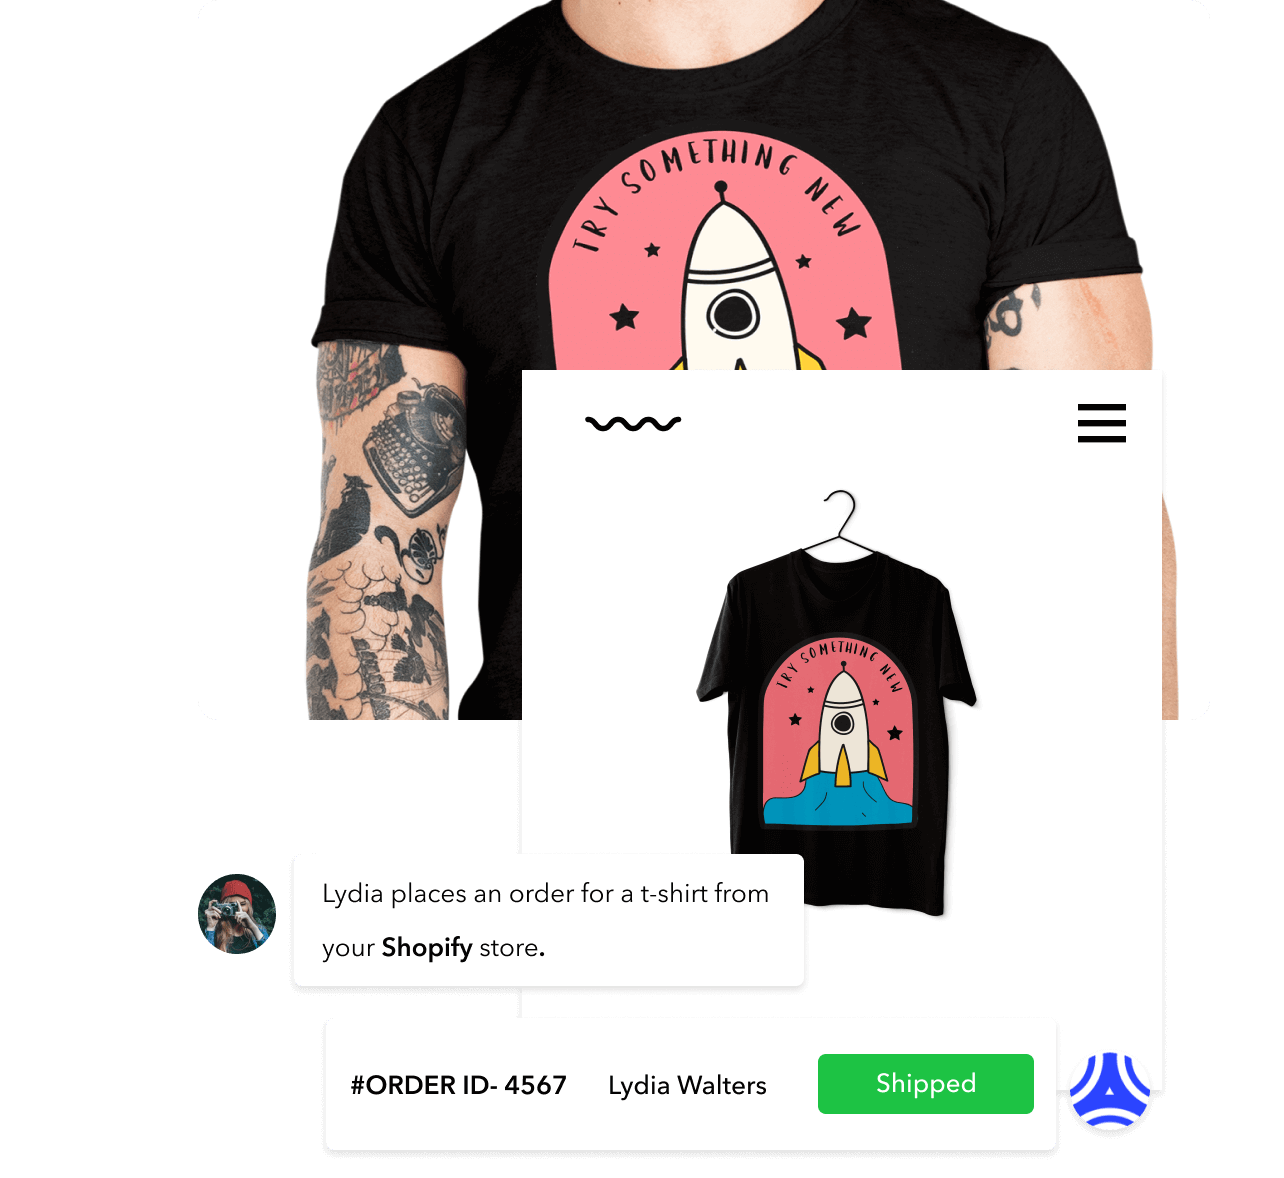 TRY SOMETHING NEW
TRY SOMETHING NEW
Lydia places an order for a t-shirt from
your Shopify store.
#ORDER ID- 4567 Lydia Walters Shipped